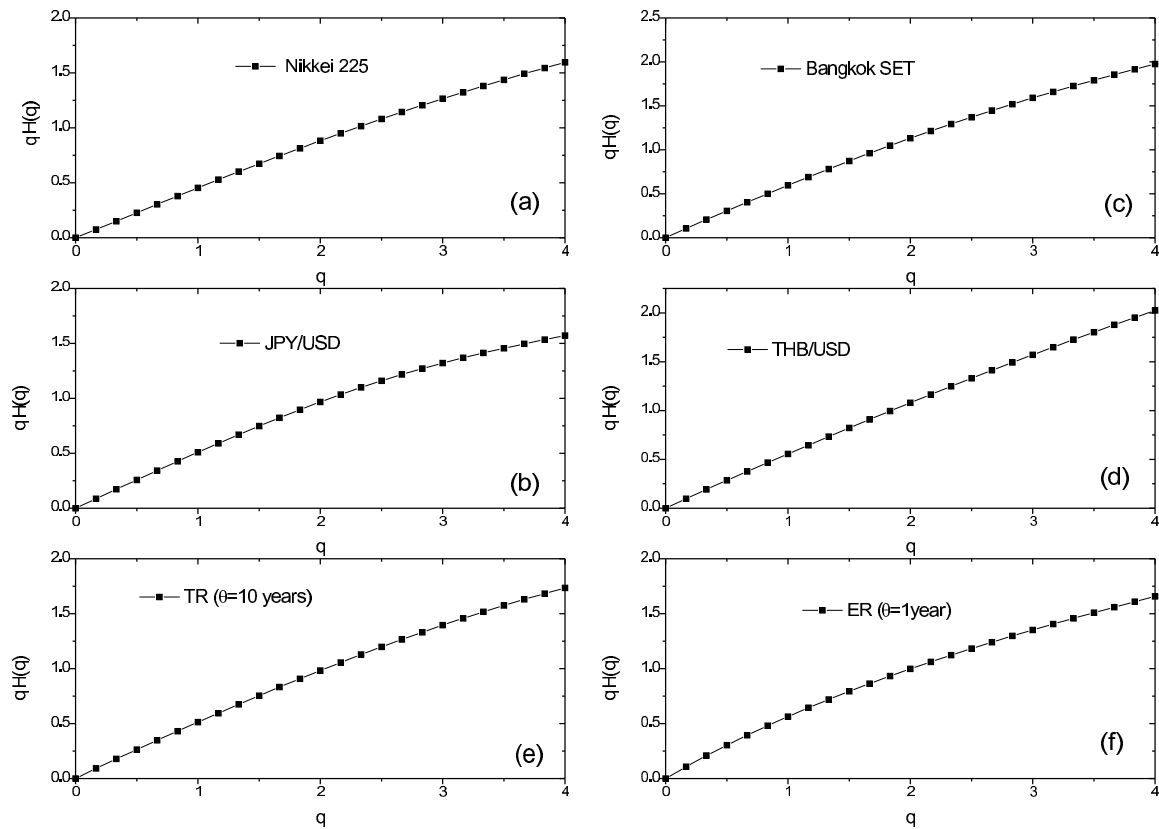 2.0
1.5
1.0
0.5
0.0
qH(q)
Nikkei 225
(a)
0 1 2 3 4
q
2.5
2.0
1.5
1.0
0.5
0.0
qH(q)
Bangkok SET
(c)
0 1 2 3 4
q
2.0
1.5
1.0
0.5
0.0
qH(q)
JPY/USD
(b)
0 1 2 3 4
q
2.0
1.5
1.0
0.5
0.0
qH(q)
THB/USD
(d)
0 1 2 3 4
q
2.0
1.5
1.0
0.5
0.0
qH(q)
TR (θ=10 years)
(e)
0 1 2 3 4
q
2.0
1.5
1.0
0.5
0.0
qH(q)
ER (θ=1year)
(f)
0 1 2 3 4
q